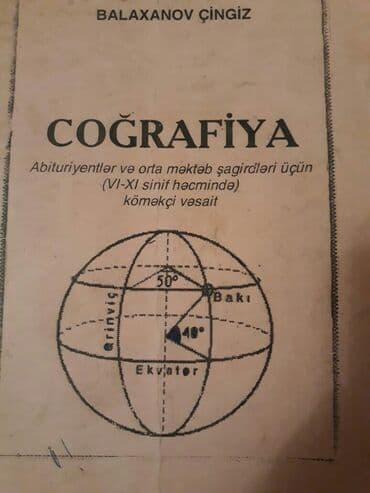 BALAXANOV ÇİNGİZ
COĞRAFİYA
Abituriyentlər və orta məktəb şagirdləri üçün
(VI-XI sinif həcmində)
köməkçi vəsait
50°
Bakı
Qrinviç
40°
Ekvator